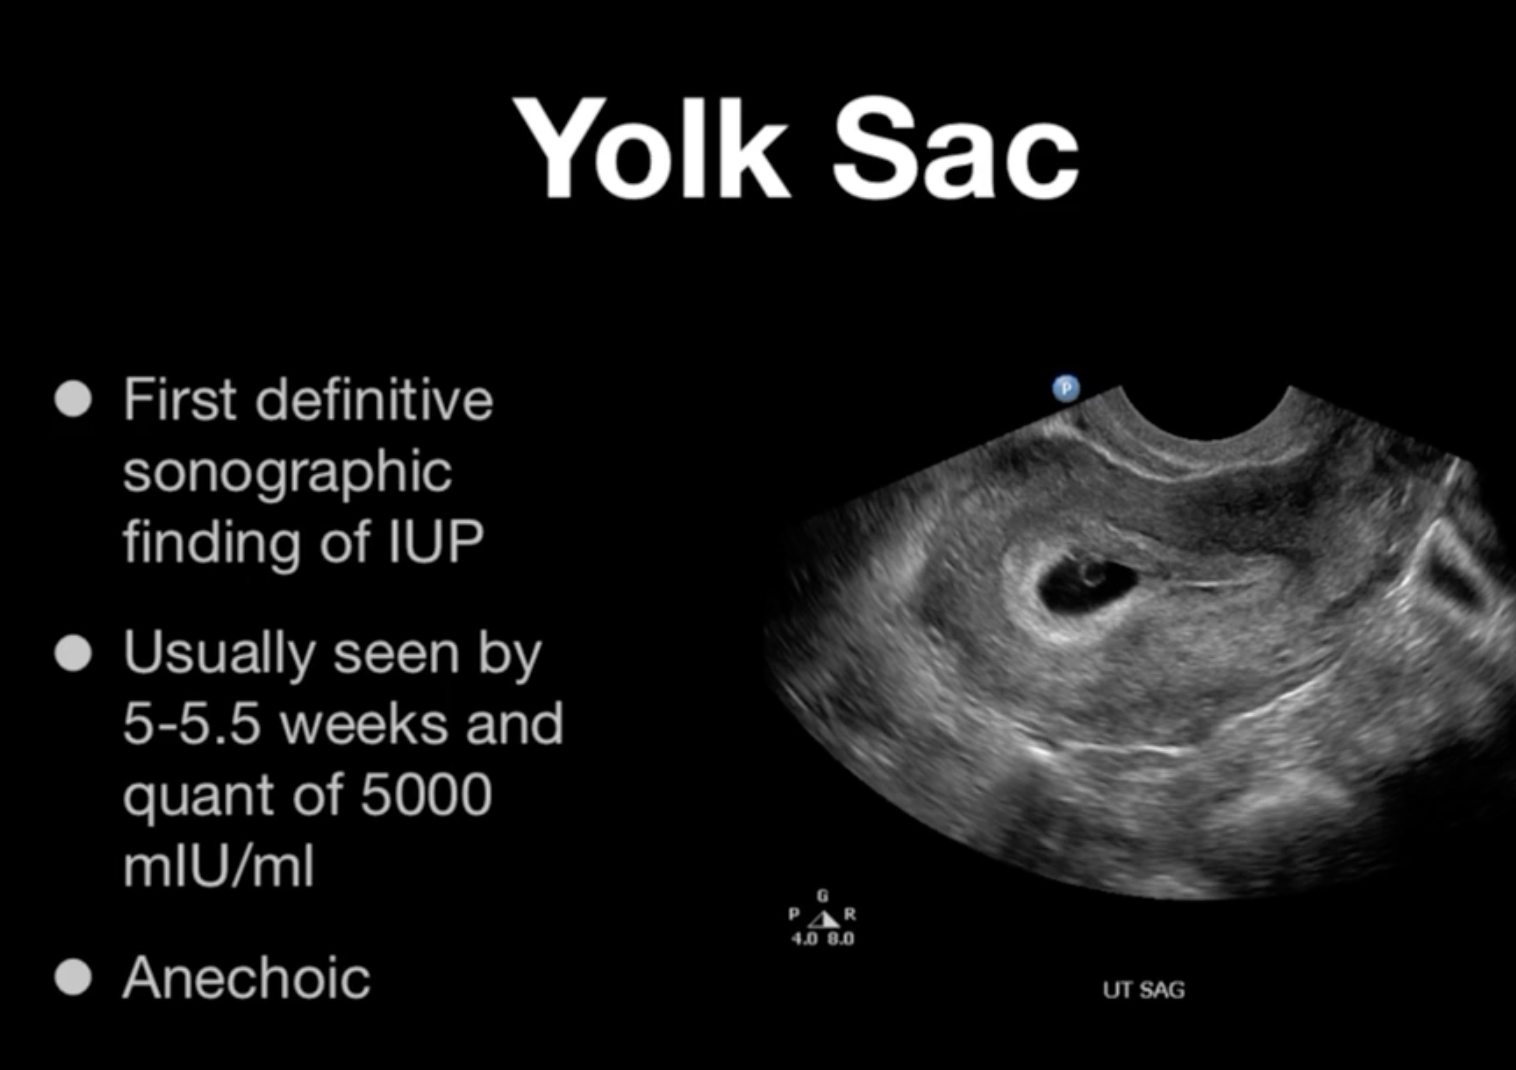 Yolk Sac
First definitive
sonographic
finding of IUP
Usually seen by
5-5.5 weeks and
quant of 5000
mIU/ml
Anechoic
P
G
P R
4.0 8.0
UT SAG